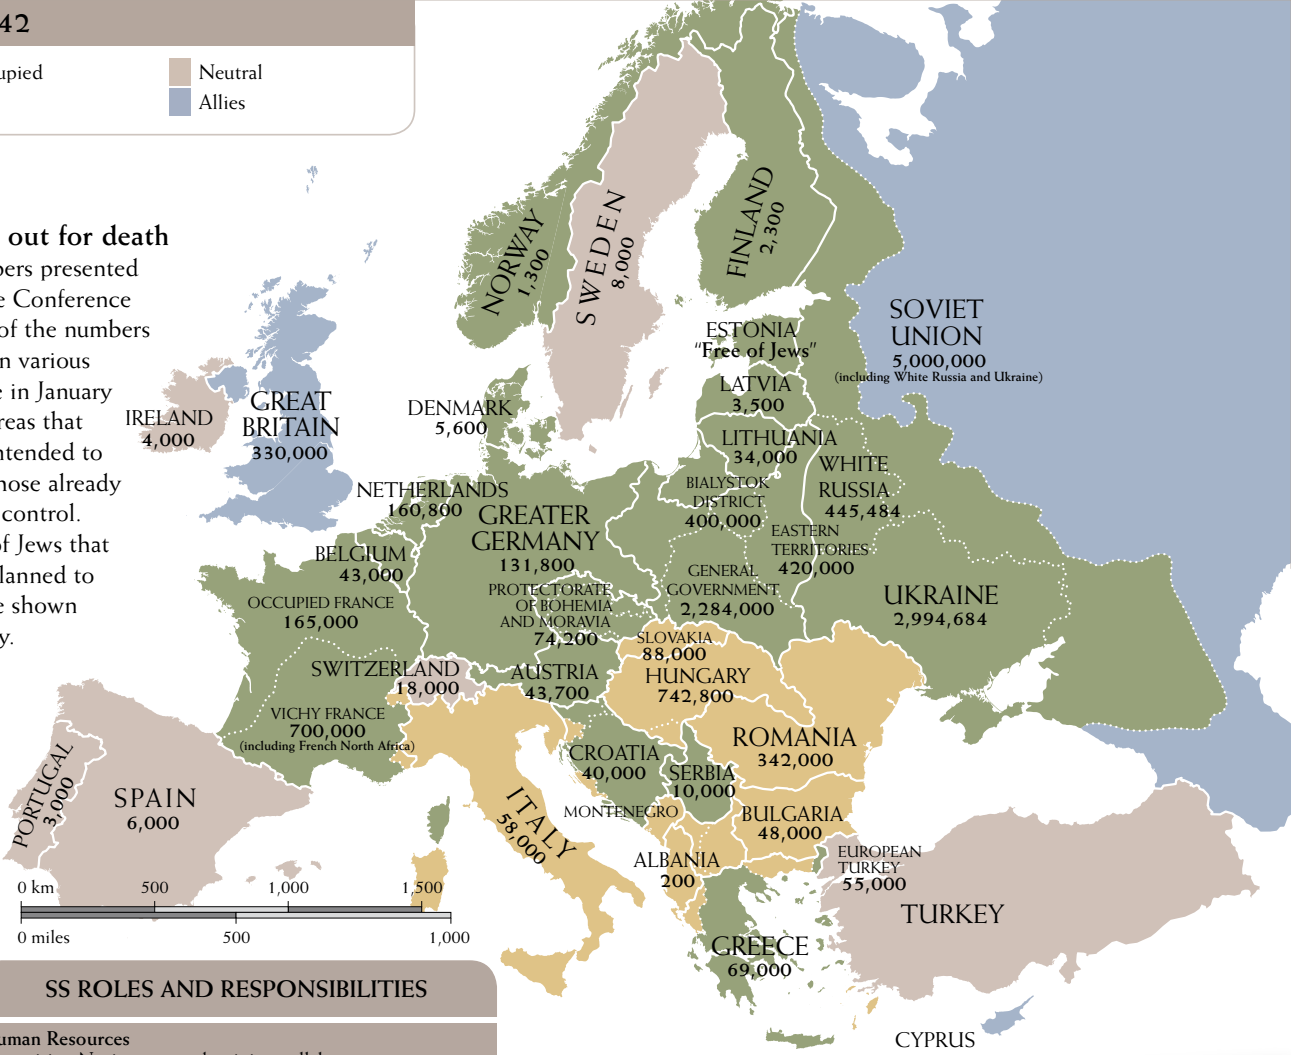 42
upied
Neutral
Allies
out for death
bers presented
e Conference
of the numbers
n various
e in January
reas that
ntended to
hose already
control.
of Jews that
lanned to
e shown
y.
NORWAY
1,300
SWEDEN
8,000
FINLAND
2,300
SOVIET
UNION
5,000,000
(including White Russia and Ukraine)
ESTONIA
“Free of Jews”
LATVIA
3,500
LITHUANIA
34,000
IRELAND
4,000
GREAT
BRITAIN
330,000
DENMARK
5,600
WHITE
RUSSIA
445,484
BIALYSTOK
DISTRICT
400,000
NETHERLANDS
160,800
GREATER
GERMANY
131,800
EASTERN
TERRITORIES
420,000
BELGIUM
43,000
GENERAL
GOVERNMENT
2,284,000
UKRAINE
2,994,684
PROTECTORATE
OF BOHEMIA
AND MORAVIA
74,200
OCCUPIED FRANCE
165,000
SLOVAKIA
88,000
SWITZERLAND
18,000
AUSTRIA
43,700
HUNGARY
742,800
VICHY FRANCE
700,000
(including French North Africa)
ROMANIA
342,000
CROATIA
40,000
SERBIA
10,000
PORTUGAL
3,000
SPAIN
6,000
ITALY
58,000
MONTENEGRO
BULGARIA
48,000
ALBANIA
200
EUROPEAN
TURKEY
55,000
TURKEY
GREECE
69,000
CYPRUS
0 km 500 1,000 1,500
0 miles 500 1,000
SS ROLES AND RESPONSIBILITIES
uman Resources